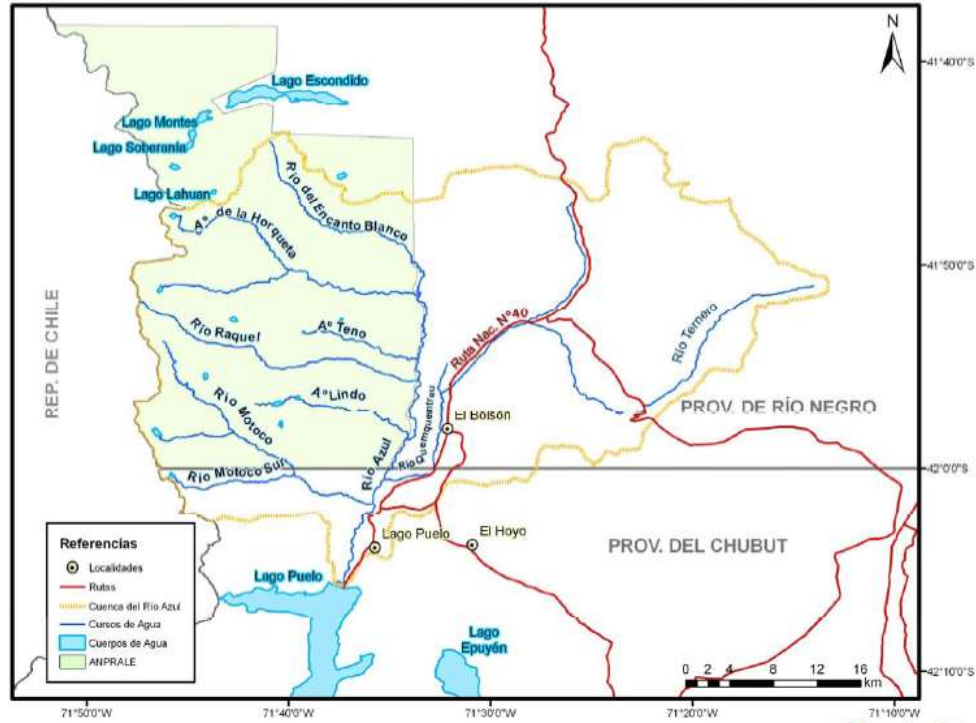 N
41°40'0"S
Lago Escondido
Lago Montes
Lago Soberanía
Lago Lahuan
Aº de la Horqueta
Río del Encanto Blanco
41°50'0"S
REP. DE CHILE
Río Raquel
Aº Teno
Ruta Nac. Nº40
Río Ternero
Aº Lindo
Río Motoco
Río Quemquemtreu
El Bolsón
PROV. DE RÍO NEGRO
Río Motoco Sur
Río Azul
42°0'0"S
Lago Puelo
El Hoyo
PROV. DEL CHUBUT
Referencias
Localidades
Rutas
Cuenca del Río Azul
Cursos de Agua
Cuerpos de Agua
ANPRALE
Lago Puelo
Lago
Epuyén
0 2 4 8 12 16
km
42°10'0"S
71°50'0"W
71°40'0"W
71°30'0"W
71°20'0"W
71°10'0"W